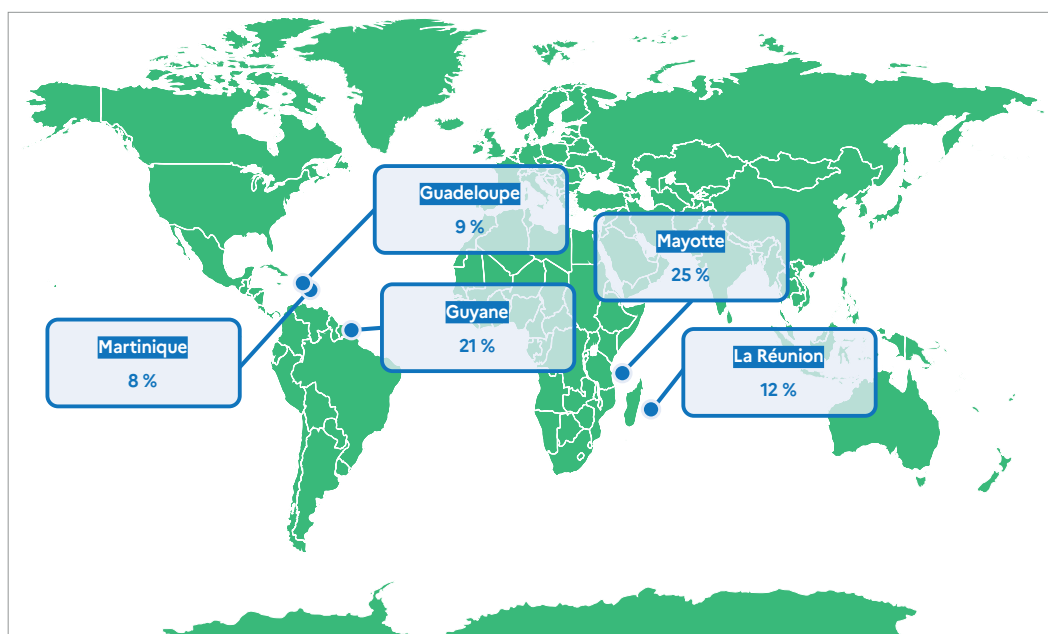 Guadeloupe
9 %
Mayotte
25 %
Guyane
21 %
Martinique
8 %
La Réunion
12 %